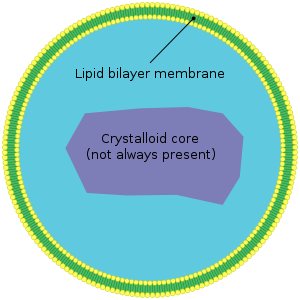 Lipid bilayer membrane
Crystalloid core
(not always present)